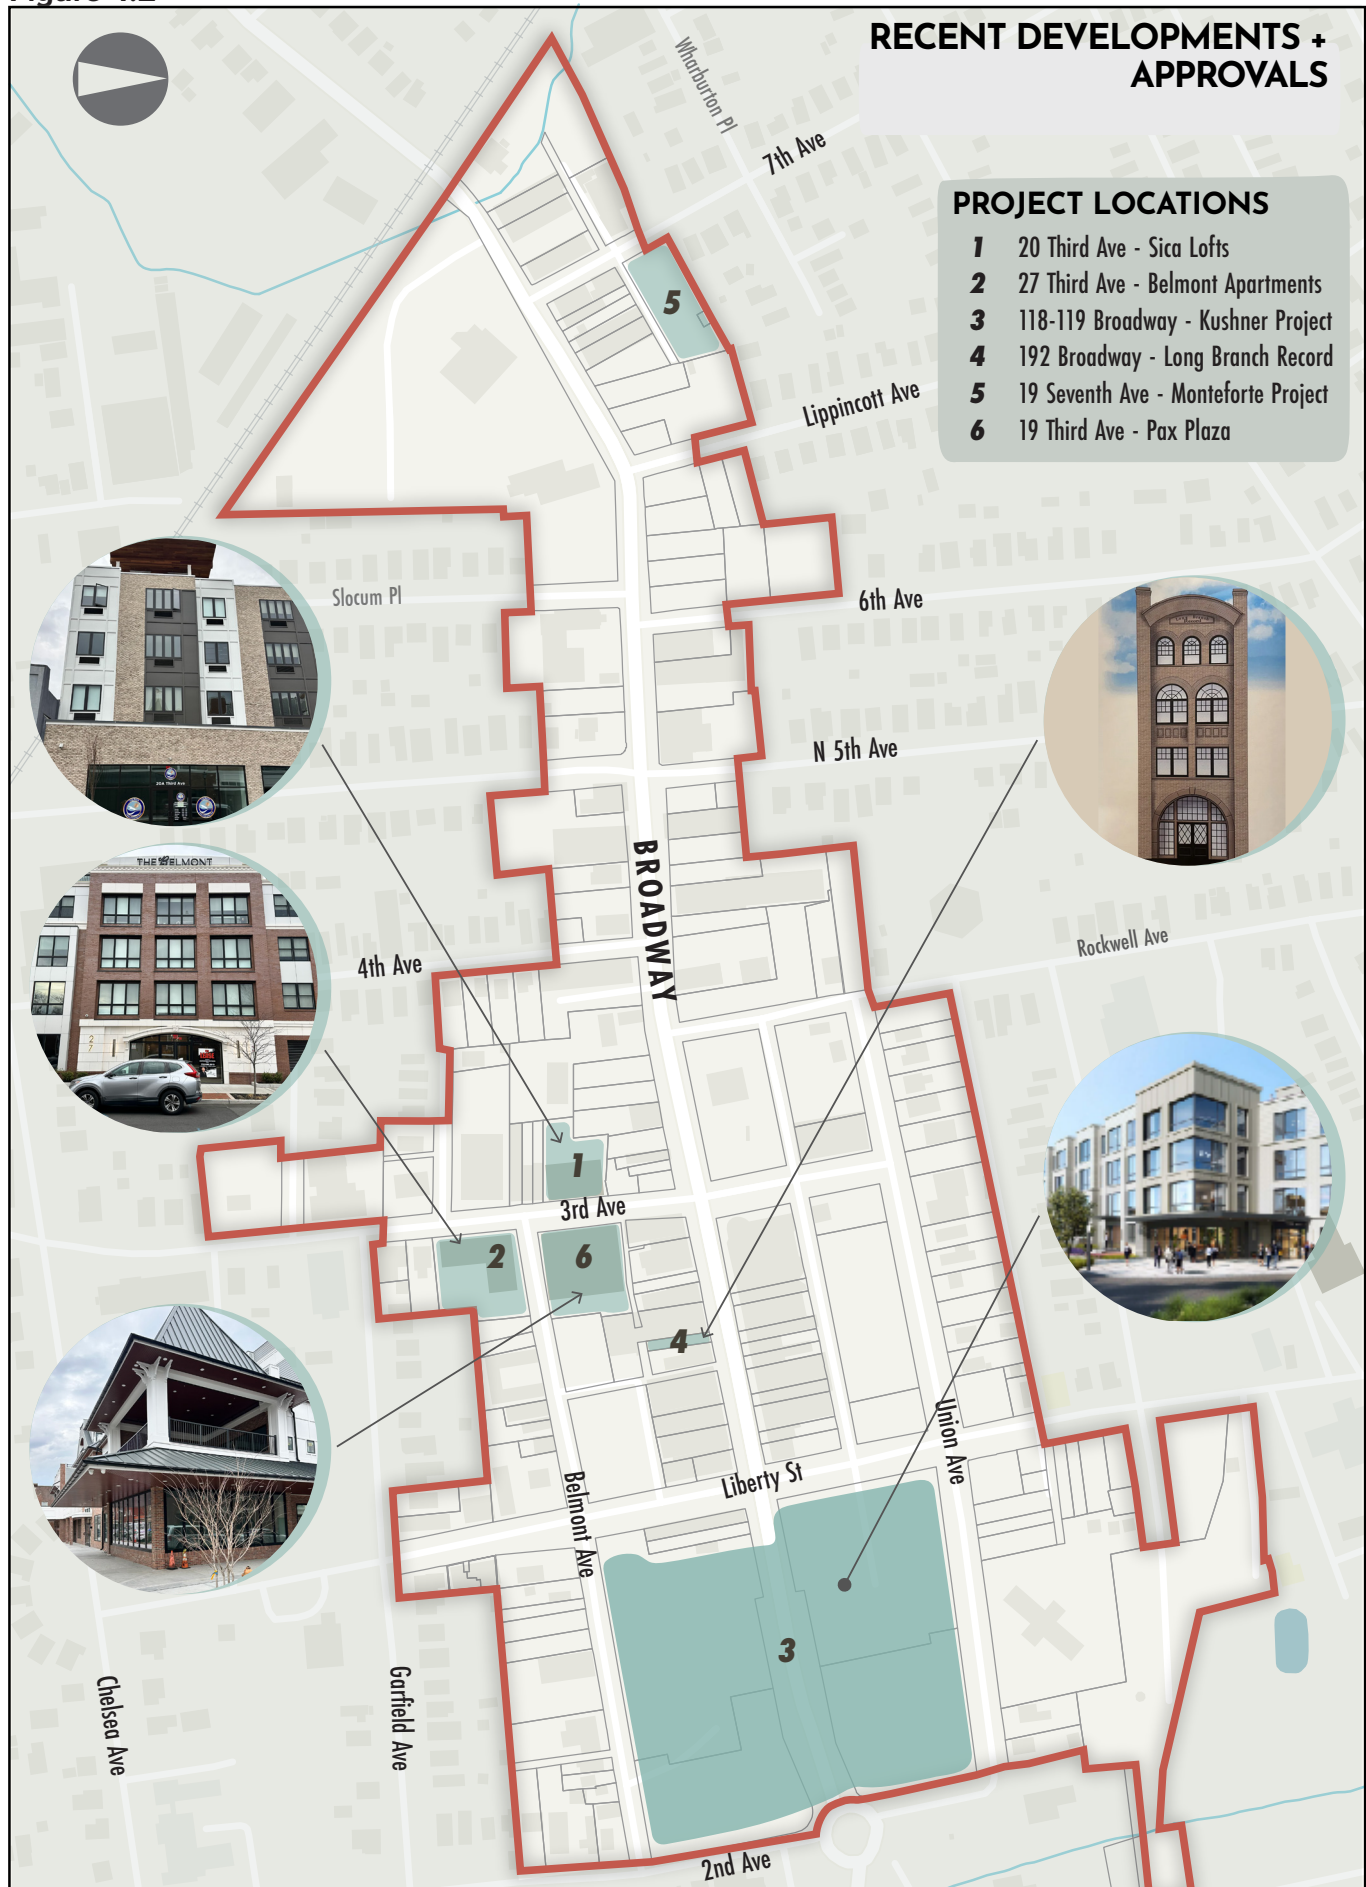 RECENT DEVELOPMENTS +
APPROVALS
PROJECT LOCATIONS
1 20 Third Ave - Sica Lofts
2 27 Third Ave - Belmont Apartments
3 118-119 Broadway - Kushner Project
4 192 Broadway - Long Branch Record
5 19 Seventh Ave - Monteforte Project
6 19 Third Ave - Pax Plaza
Wharburton Pl
7th Ave
5
Lippincott Ave
Slocum Pl
6th Ave
N 5th Ave
20A Third Ave
BROADWAY
THE BELMONT
27
4th Ave
Rockwell Ave
1
3rd Ave
2
6
4
Union Ave
Liberty St
Belmont Ave
3
Chelsea Ave
Garfield Ave
2nd Ave